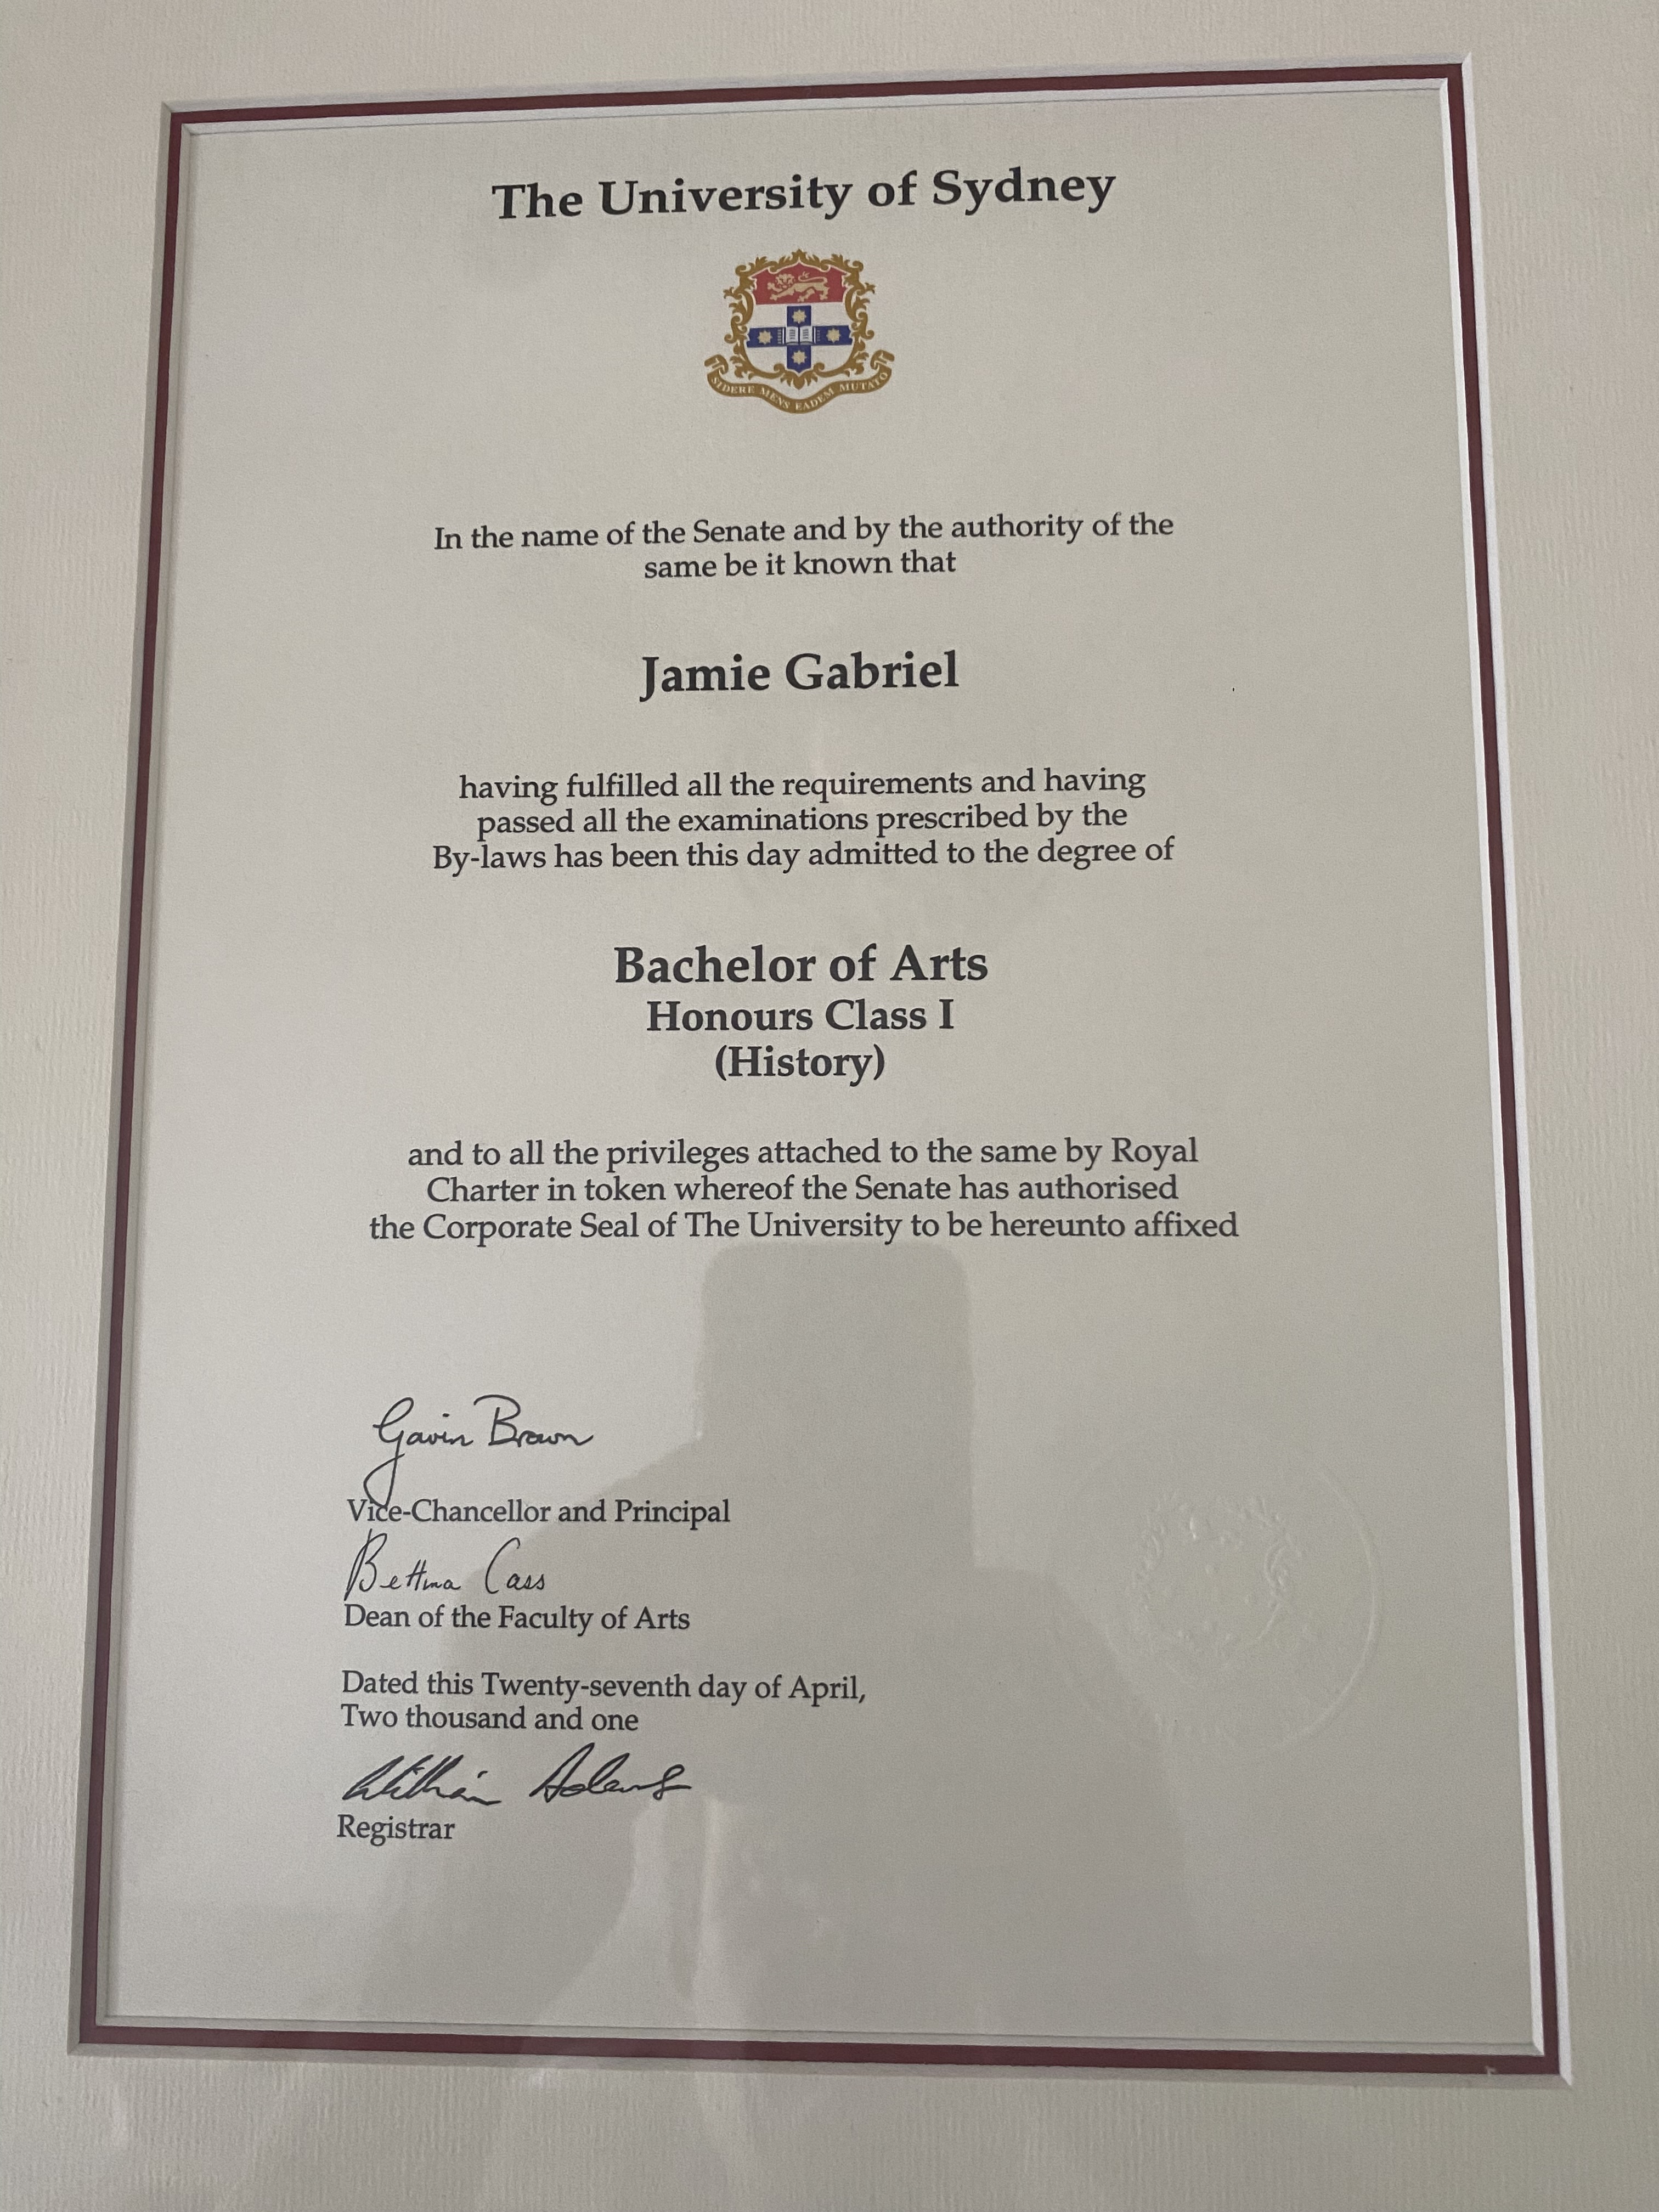 The University of Sydney
SIDERE MENS EADEM MUTATO
In the name of the Senate and by the authority of the
same be it known that
Jamie Gabriel
having fulfilled all the requirements and having
passed all the examinations prescribed by the
By-laws has been this day admitted to the degree of
Bachelor of Arts
Honours Class I
(History)
and to all the privileges attached to the same by Royal
Charter in token whereof the Senate has authorised
the Corporate Seal of The University to be hereunto affixed
Gavin Brown
Vice-Chancellor and Principal
Bettina Cass
Dean of the Faculty of Arts
Dated this Twenty-seventh day of April,
Two thousand and one
William Adams
Registrar